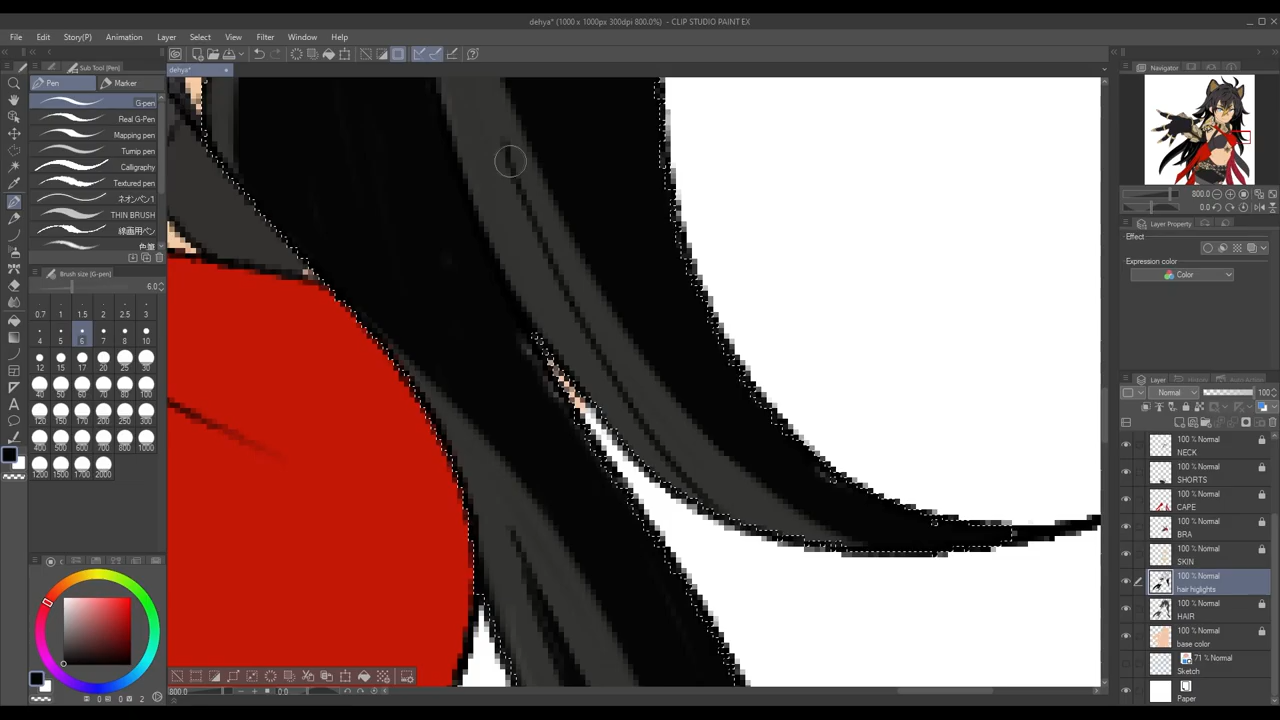 dehya* (1000 x 1000px 300dpi 800.0%) - CLIP STUDIO PAINT EX
File Edit Story(P) Animation Layer Select View Filter Window Help
Sub Tool [Pen]
dehya*
Navigator
Pen Marker
G-pen
Real G-Pen
Mapping pen
Turnip pen
Calligraphy
Textured pen
ネオンパン1
THIN BRUSH
線画用ペン
色筆
Brush size [G-pen]
6.0
0.7 1 1.5 2 2.5 3
4 5 6 7 8 10
12 15 17 20 25 30
40 50 60 70 80 100
120 150 170 200 250 300
400 500 600 700 800 1000
1200 1500 1700 2000
0 0 2
800.0 0.0
800.0
0.0
Layer Property
Effect
Expression color
Color
Layer
Normal 100
100 % Normal
NECK
100 % Normal
SHORTS
100 % Normal
CAPE
100 % Normal
BRA
100 % Normal
SKIN
100 % Normal
hair higlights
100 % Normal
HAIR
100 % Normal
base color
71 % Normal
Sketch
Paper